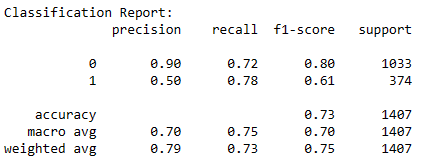 Classification Report:
precision recall f1-score support
0 0.90 0.72 0.80 1033
1 0.50 0.78 0.61 374
accuracy 0.73 1407
macro avg 0.70 0.75 0.70 1407
weighted avg 0.79 0.73 0.75 1407